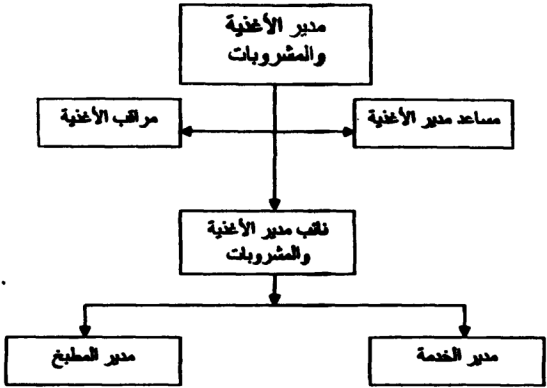 مدير الأغذية
والمشروبات
مساعد مدير الأغذية
مراقب الأغذية
نائب مدير الأغذية
والمشروبات
مدير الخدمة
مدير المطبخ